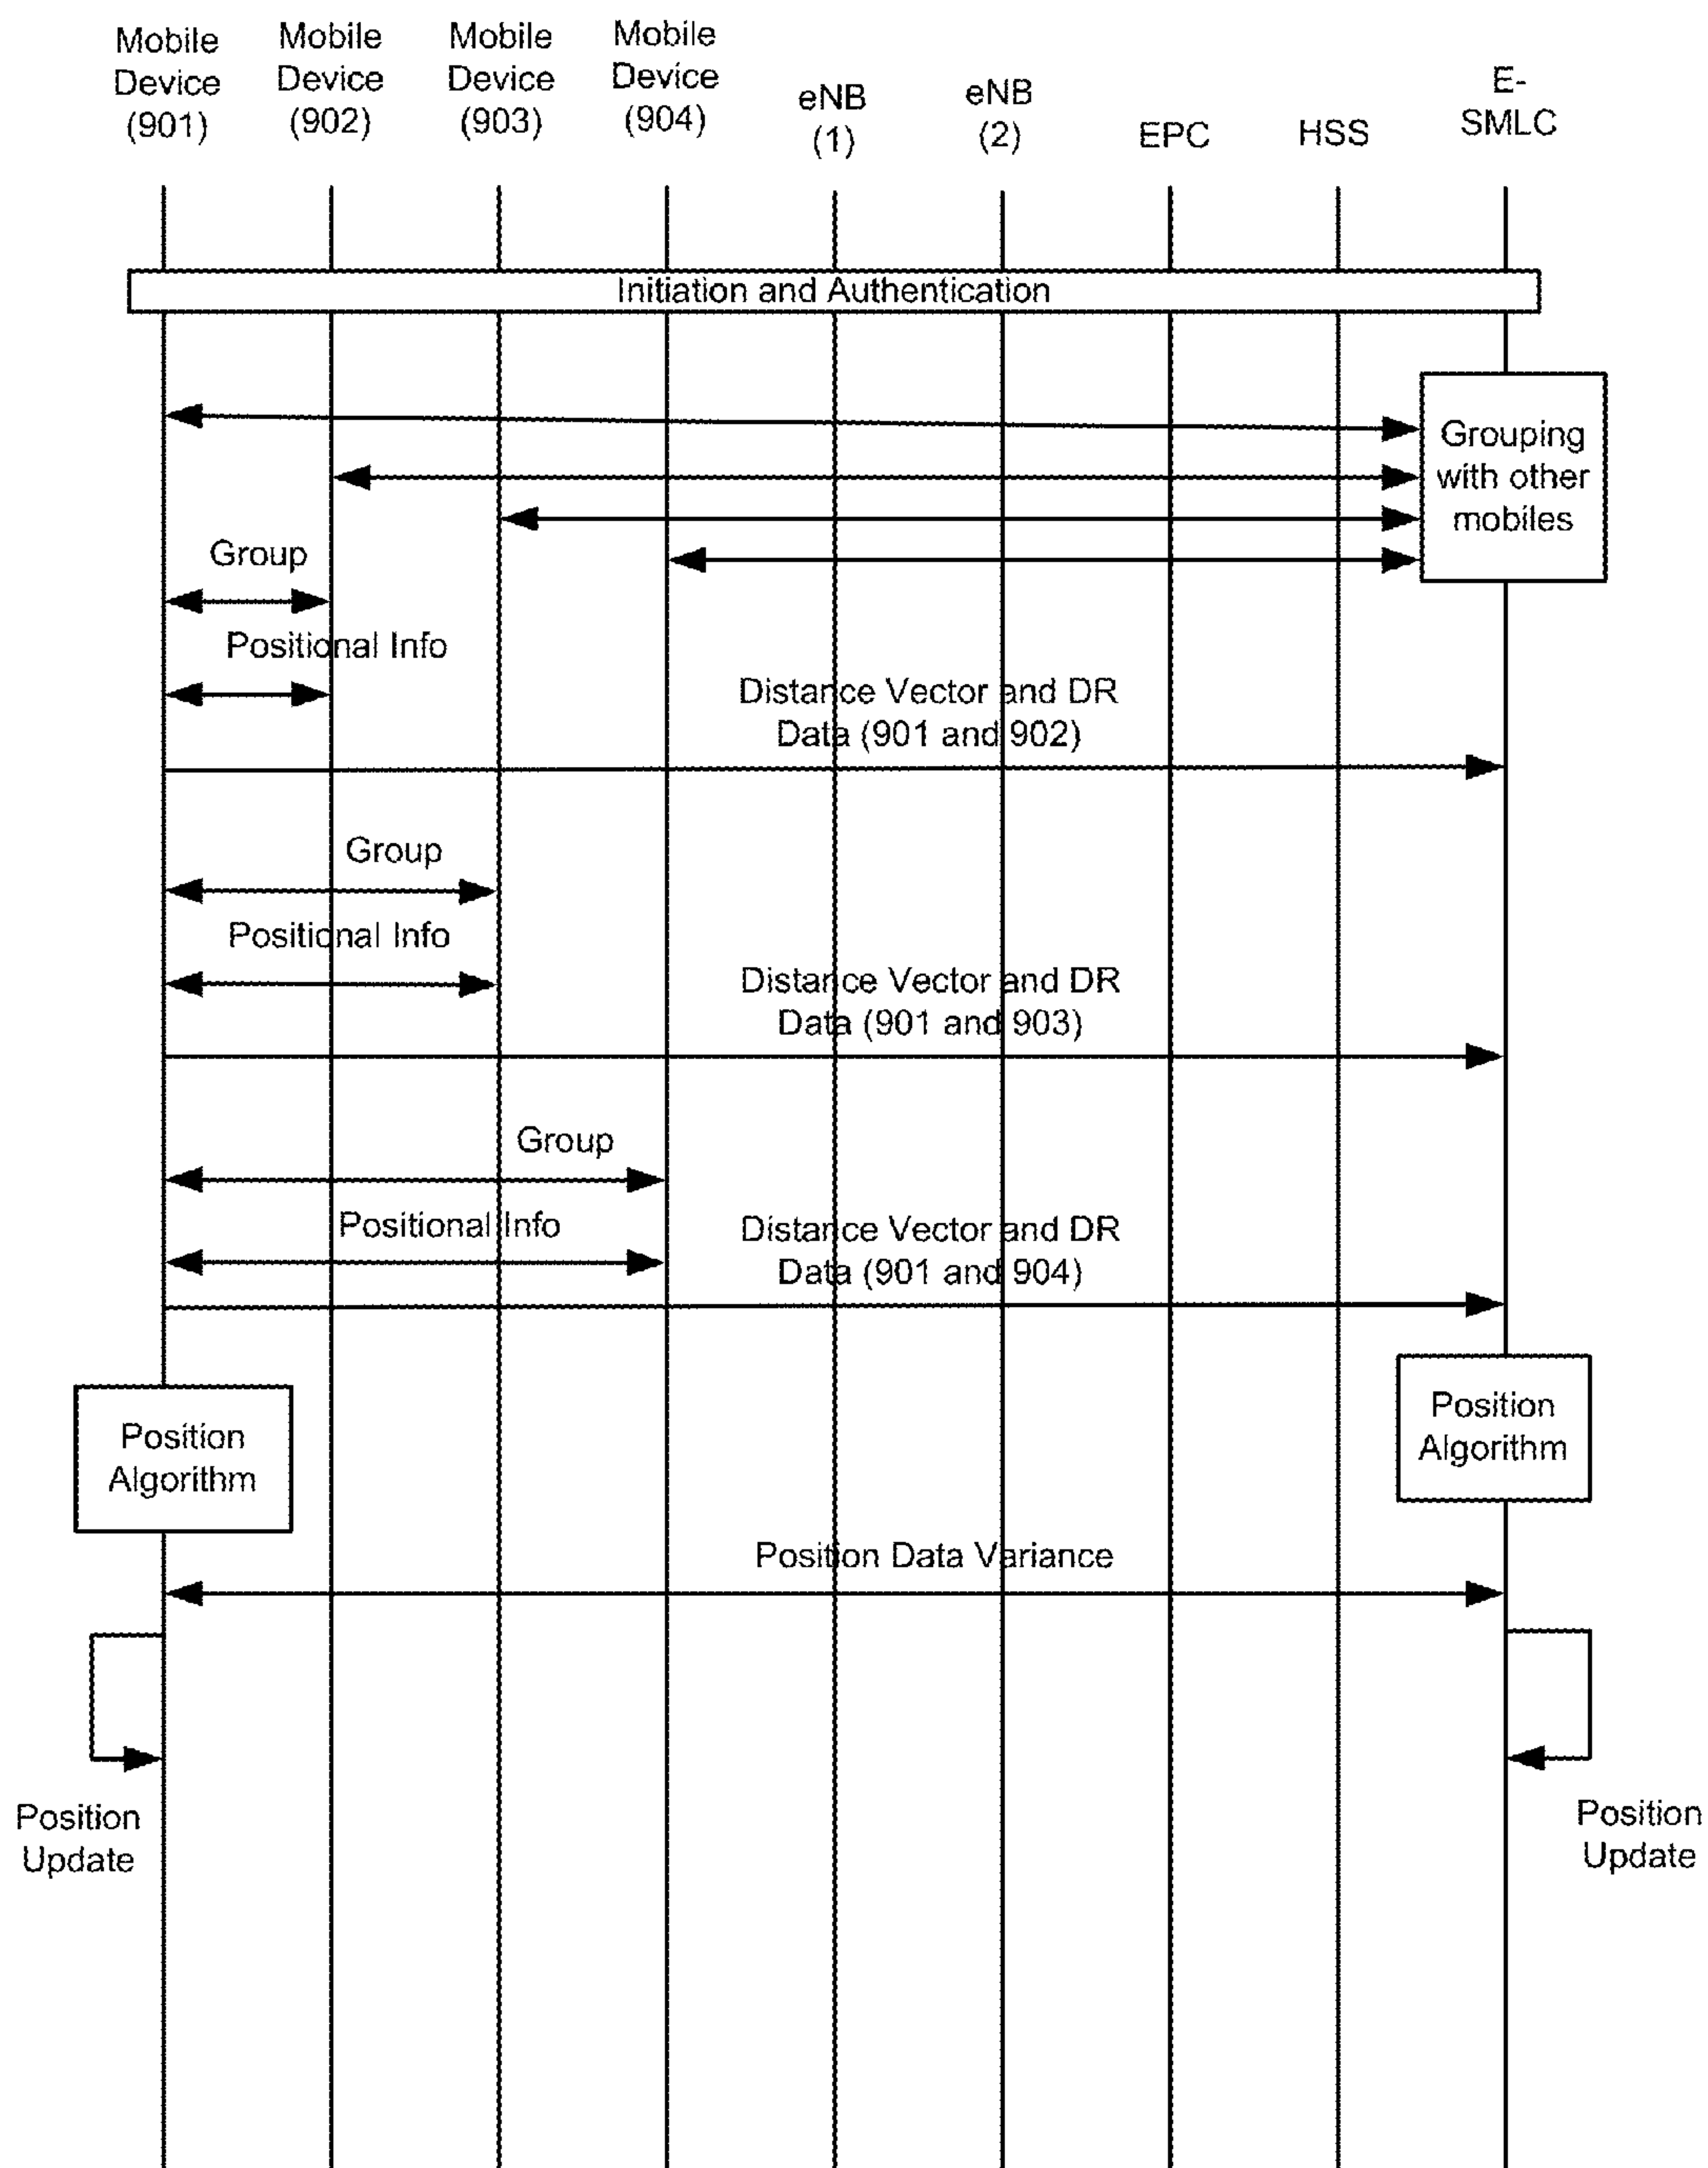 Mobile
Device
(901)
Mobile
Device
(902)
Mobile
Device
(903)
Mobile
Device
(904)
eNB
(1)
eNB
(2)
EPC
HSS
E-
SMLC
Initiation and Authentication
Grouping
with other
mobiles
Group
Positional Info
Distance Vector and DR
Data (901 and 902)
Group
Positional Info
Distance Vector and DR
Data (901 and 903)
Group
Positional Info
Distance Vector and DR
Data (901 and 904)
Position
Algorithm
Position
Algorithm
Position Data Variance
Position
Update
Position
Update